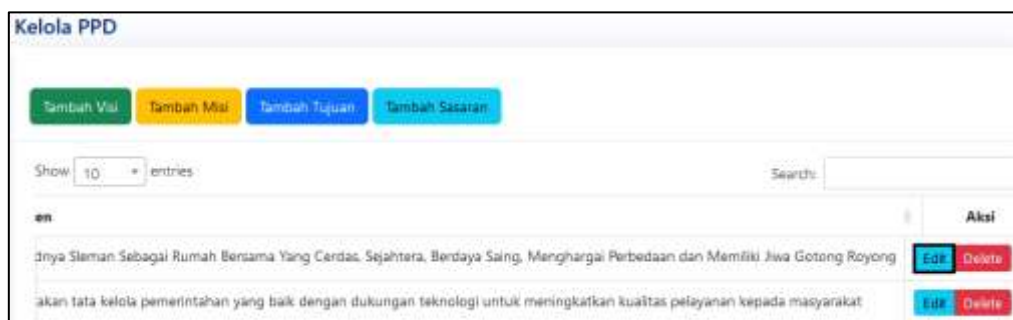 Kelola PPD
Tambah Visi Tambah Misi Tambah Tujuan Tambah Sasaran
Show 10 entries Search:
en Aksi
dnya Sleman Sebagai Rumah Bersama Yang Cerdas, Sejahtera, Berdaya Saing, Menghargai Perbedaan dan Memiliki Jiwa Gotong Royong Edit Delete
akan tata kelola pemerintahan yang baik dengan dukungan teknologi untuk meningkatkan kualitas pelayanan kepada masyarakat Edit Delete